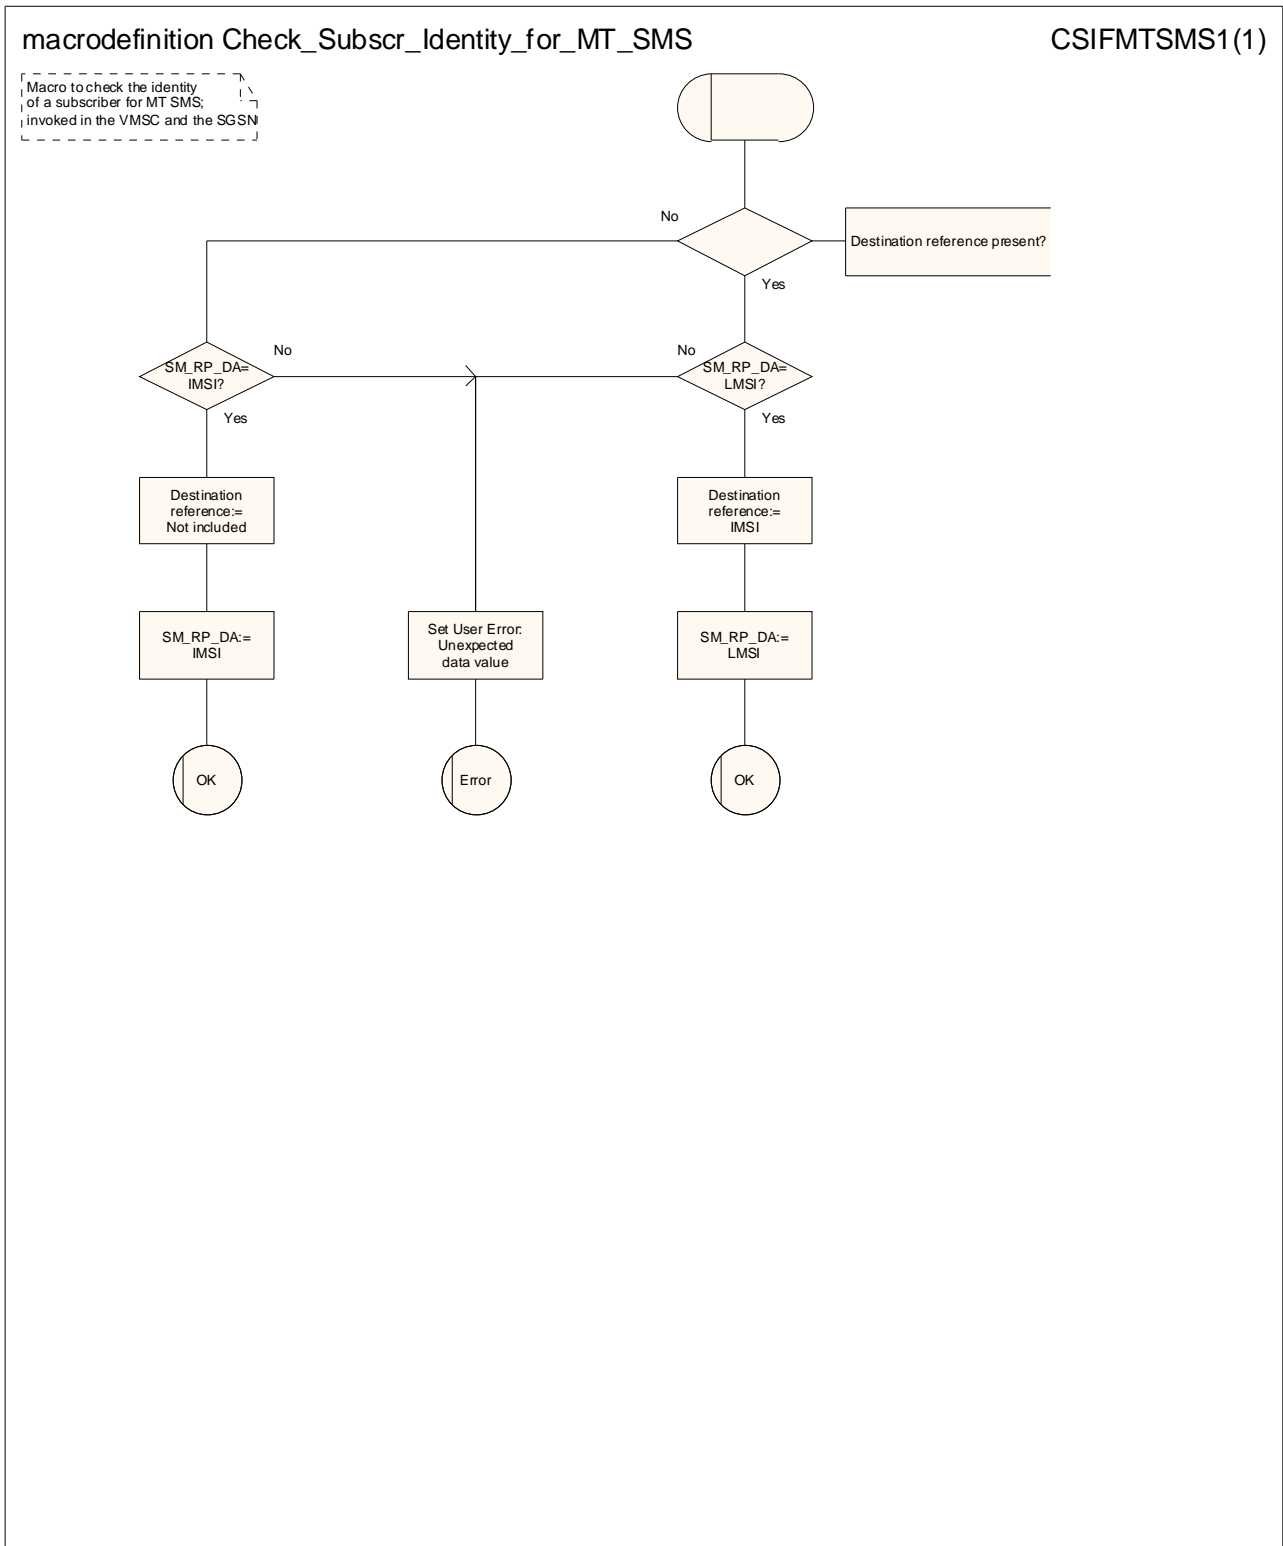 macrodefinition Check_Subscr_Identity_for_MT_SMS
CSIFMTSMS1(1)
Macro to check the identity
of a subscriber for MT SMS;
invoked in the VMSC and the SGSN
No
Destination reference present?
Yes
SM_RP_DA=
IMSI?
No
Yes
No
SM_RP_DA=
LMSI?
Yes
Destination
reference:=
Not included
Destination
reference:=
IMSI
SM_RP_DA:=
IMSI
Set User Error:
Unexpected
data value
SM_RP_DA:=
LMSI
OK
Error
OK